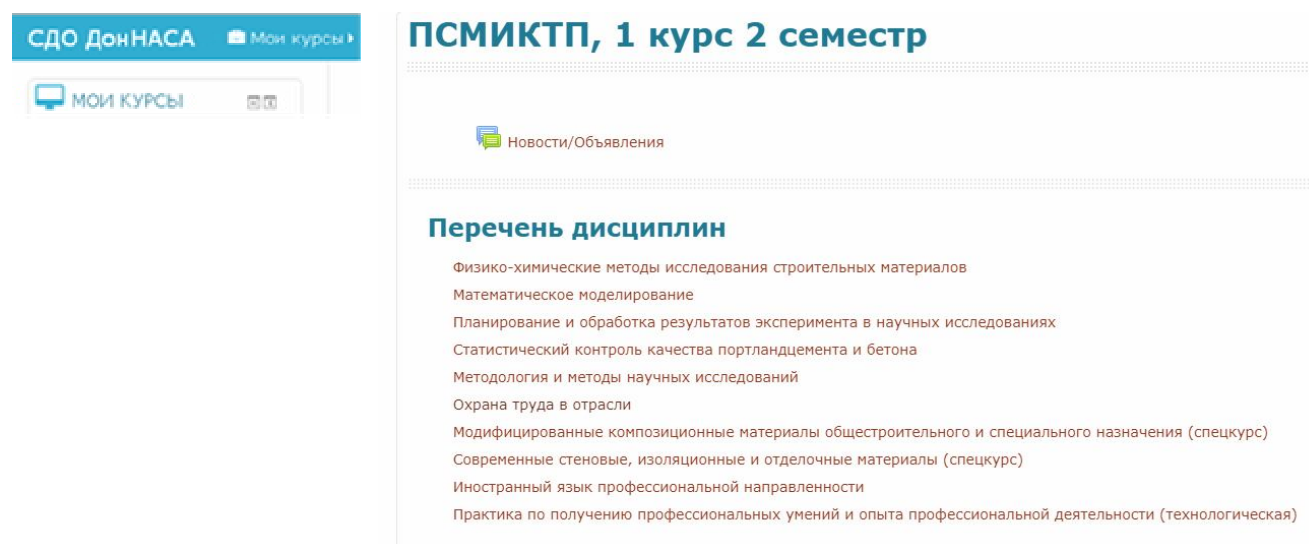 СДО ДонНАСА
Мои курсы
МОИ КУРСЫ
ПСМИКТП, 1 курс 2 семестр
Новости/Объявления
Перечень дисциплин
Физико-химические методы исследования строительных материалов
Математическое моделирование
Планирование и обработка результатов эксперимента в научных исследованиях
Статистический контроль качества портландцемента и бетона
Методология и методы научных исследований
Охрана труда в отрасли
Модифицированные композиционные материалы общестроительного и специального назначения (спецкурс)
Современные стеновые, изоляционные и отделочные материалы (спецкурс)
Иностранный язык профессиональной направленности
Практика по получению профессиональных умений и опыта профессиональной деятельности (технологическая)